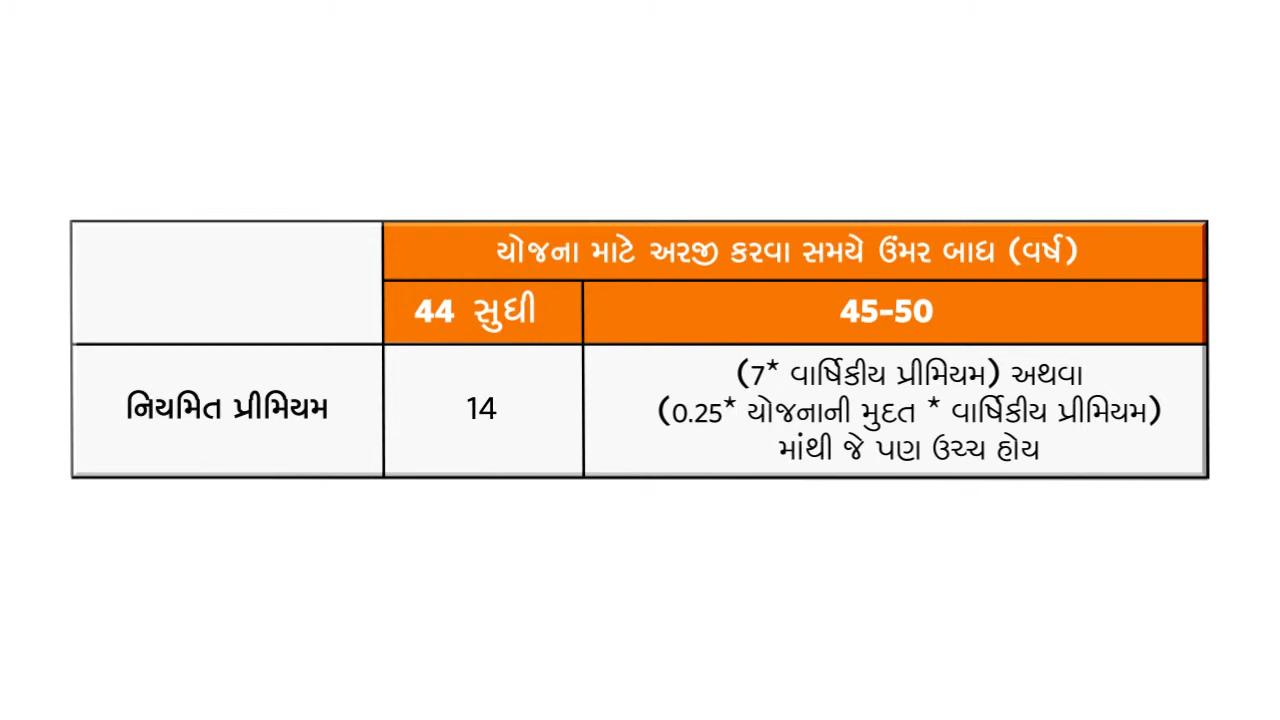 યોજના માટે અરજી કરવા સમયે ઉંમર બાધ (વર્ષ)
44 સુધી
45-50
નિયમિત પ્રીમિયમ
14
(7* વાર્ષિકીય પ્રીમિયમ) અથવા
(0.25* યોજનાની મુદત * વાર્ષિકીય પ્રીમિયમ)
માંથી જે પણ ઉચ્ચ હોય